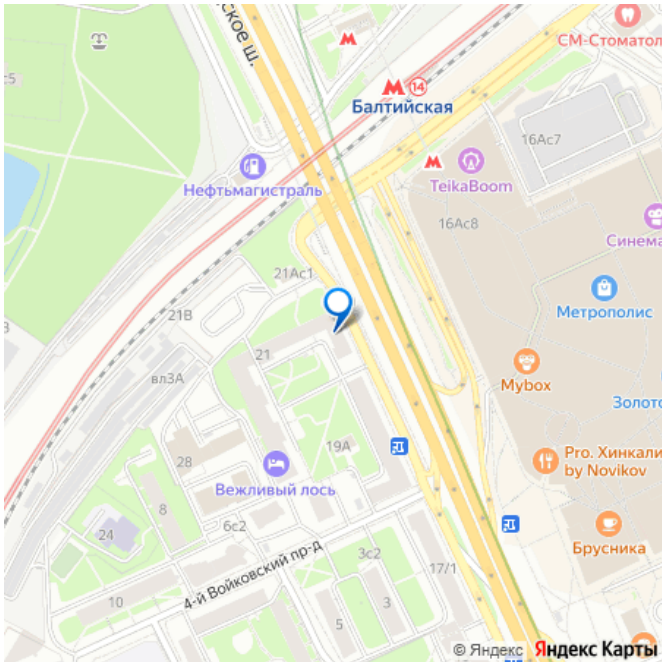 ское ш.
СМ-Стоматол
с5
14
Балтийская
16Ас7
Нефтьмагистраль
TeikaBoom
16Ас8
Синема
21Ас1
21В
Метрополис
21
вл3А
Mybox
Золото
19А
Pro. Хинкали
by Novikov
28
Вежливый лось
8
6с2
24
Брусника
3с2
17/1
4-й Войковский пр-д
10
3
5
© Яндекс Яндекс Карты